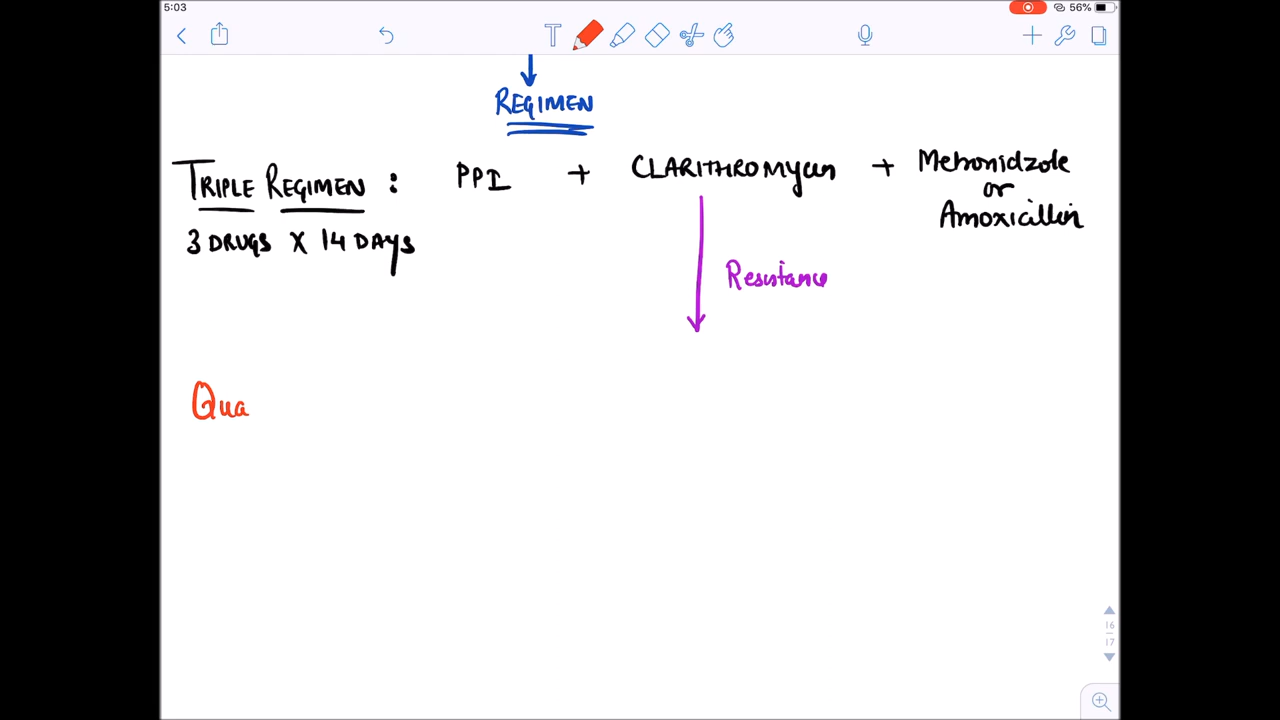 5:03
56%
T
REGIMEN
TRIPLE REGIMEN : PPI + CLARITHROMycin + Metronidzole
or
Amoxicillin
3 DRUGS X 14 DAYS
Resistance
Qua
16
17